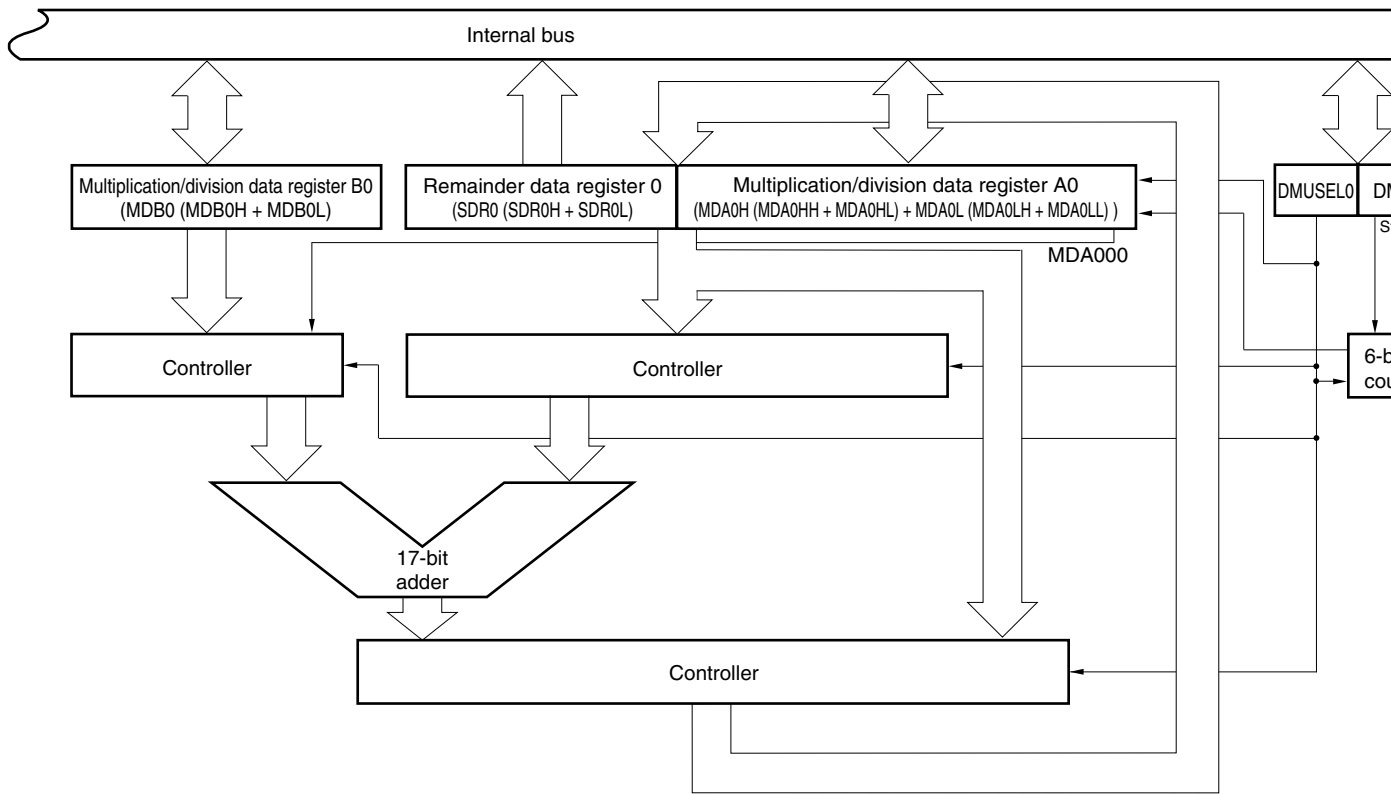 Internal bus
Multiplication/division data register B0
(MDB0 (MDB0H + MDB0L)
Remainder data register 0
(SDR0 (SDR0H + SDR0L)
Multiplication/division data register A0
(MDA0H (MDA0HH + MDA0HL) + MDA0L (MDA0LH + MDA0LL) )
DMUSEL0
MDA000
Controller
Controller
17-bit
adder
Controller